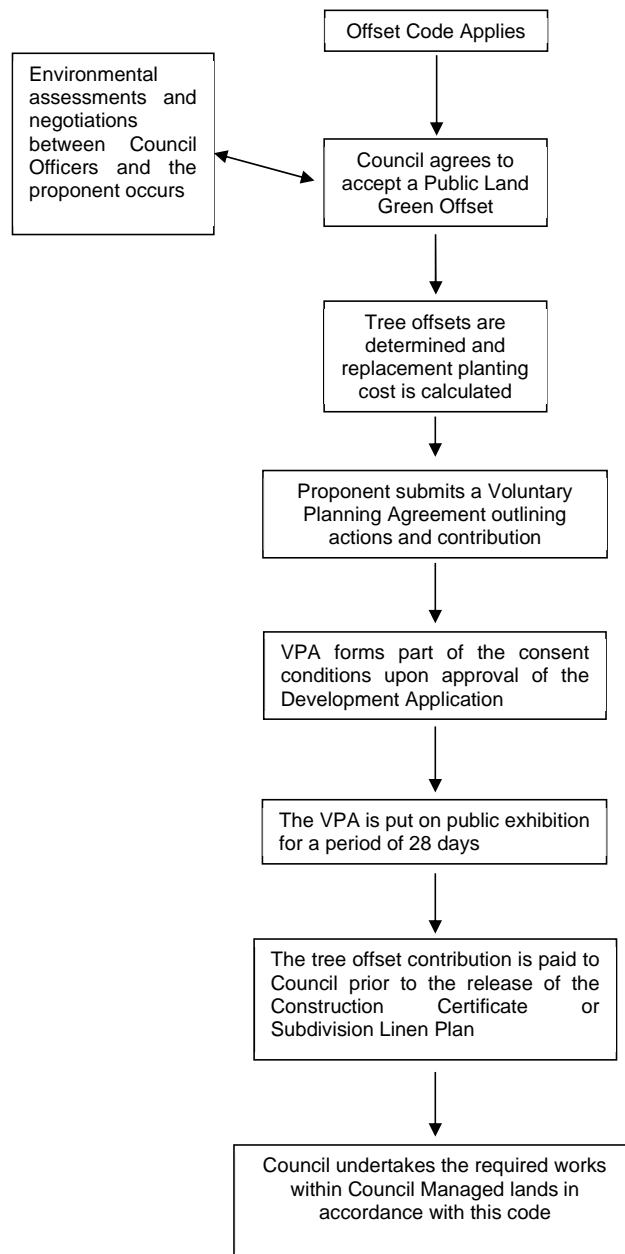 Offset Code Applies
Environmental
assessments and
negotiations
between Council
Officers and the
proponent occurs
Council agrees to
accept a Public Land
Green Offset
Tree offsets are
determined and
replacement planting
cost is calculated
Proponent submits a Voluntary
Planning Agreement outlining
actions and contribution
VPA forms part of the consent
conditions upon approval of the
Development Application
The VPA is put on public exhibition
for a period of 28 days
The tree offset contribution is paid to
Council prior to the release of the
Construction Certificate or
Subdivision Linen Plan
Council undertakes the required works
within Council Managed lands in
accordance with this code